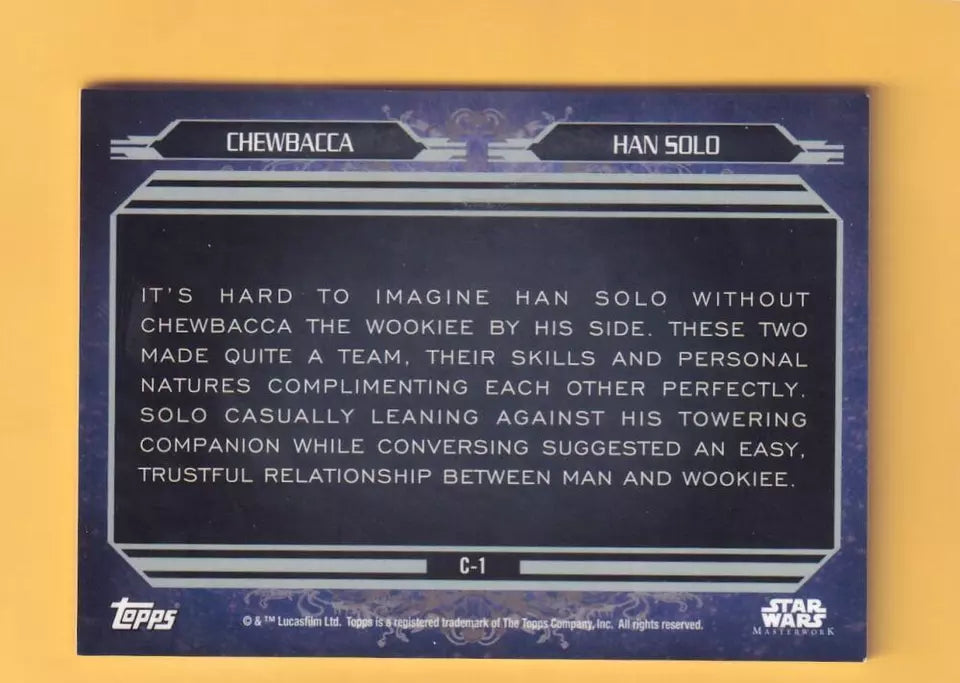 CHEWBACCA HAN SOLO
IT'S HARD TO IMAGINE HAN SOLO WITHOUT
CHEWBACCA THE WOOKIEE BY HIS SIDE. THESE TWO
MADE QUITE A TEAM, THEIR SKILLS AND PERSONAL
NATURES COMPLIMENTING EACH OTHER PERFECTLY.
SOLO CASUALLY LEANING AGAINST HIS TOWERING
COMPANION WHILE CONVERSING SUGGESTED AN EASY,
TRUSTFUL RELATIONSHIP BETWEEN MAN AND WOOKIEE.
C-1
Topps
© & ™ Lucasfilm Ltd. Topps is a registered trademark of The Topps Company, Inc. All rights reserved.
STAR
WARS
MASTERWORK